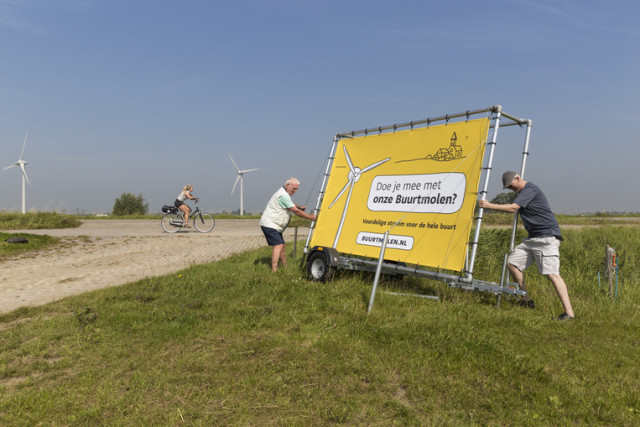 Doe je mee met
onze Buurtmolen?
Voordelige stroom voor de hele buurt
BUURTMOLEN.NL